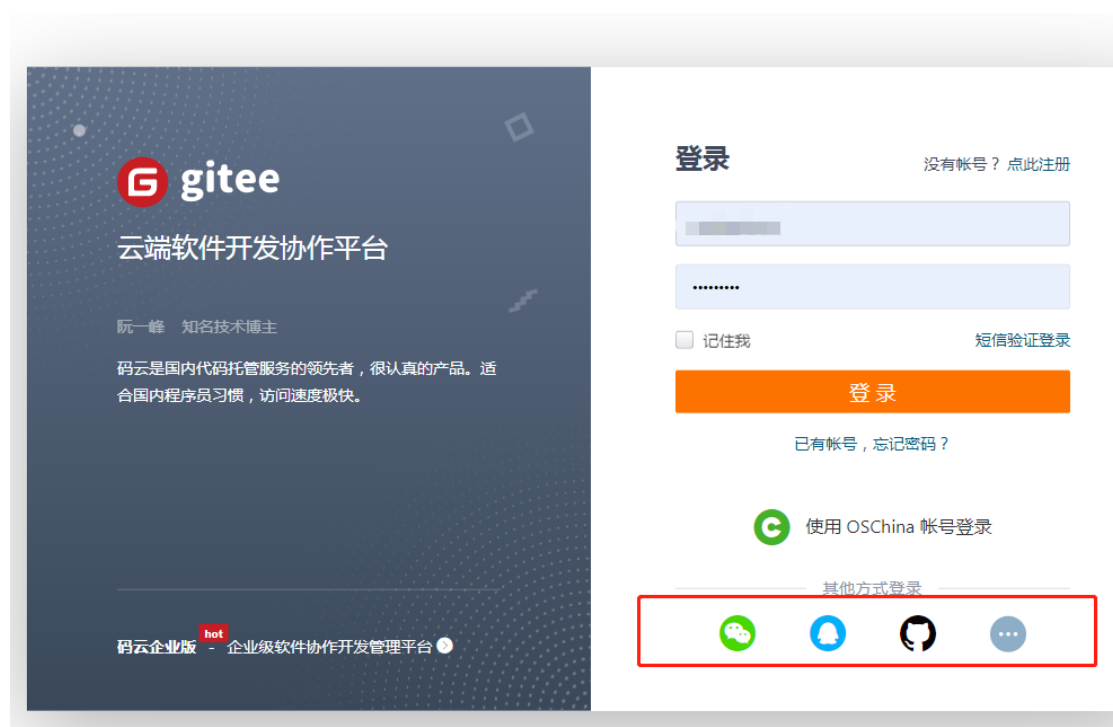 gitee
云端软件开发协作平台
阮一峰 知名技术博主
码云是国内代码托管服务的领先者，很认真的产品。适
合国内程序员习惯，访问速度极快。
码云企业版 hot - 企业级软件协作开发管理平台
登录
没有帐号？ 点此注册
•••••••••
记住我
短信验证登录
登 录
已有帐号，忘记密码？
使用 OSChina 帐号登录
其他方式登录